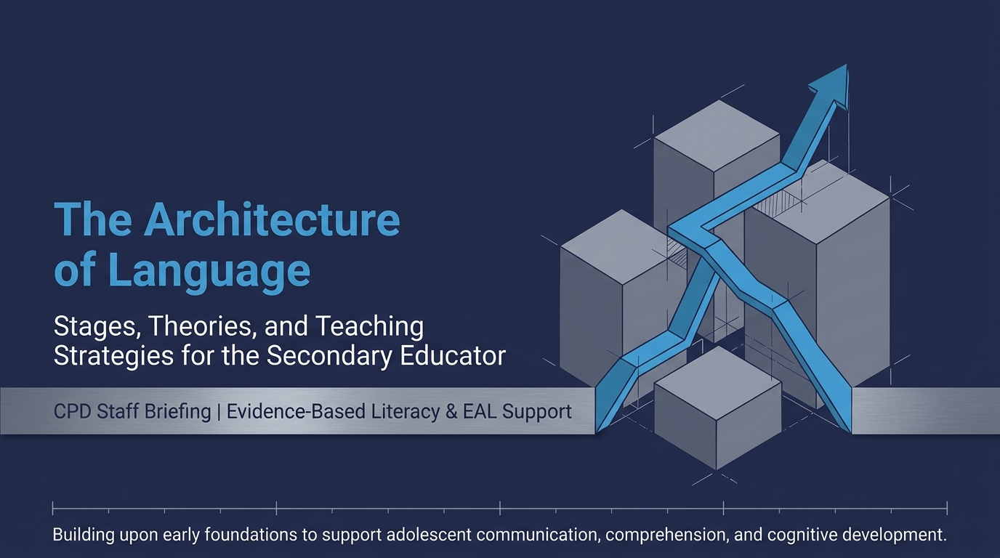 The Architecture
of Language
Stages, Theories, and Teaching
Strategies for the Secondary Educator
CPD Staff Briefing | Evidence-Based Literacy & EAL Support
Building upon early foundations to support adolescent communication, comprehension, and cognitive development.